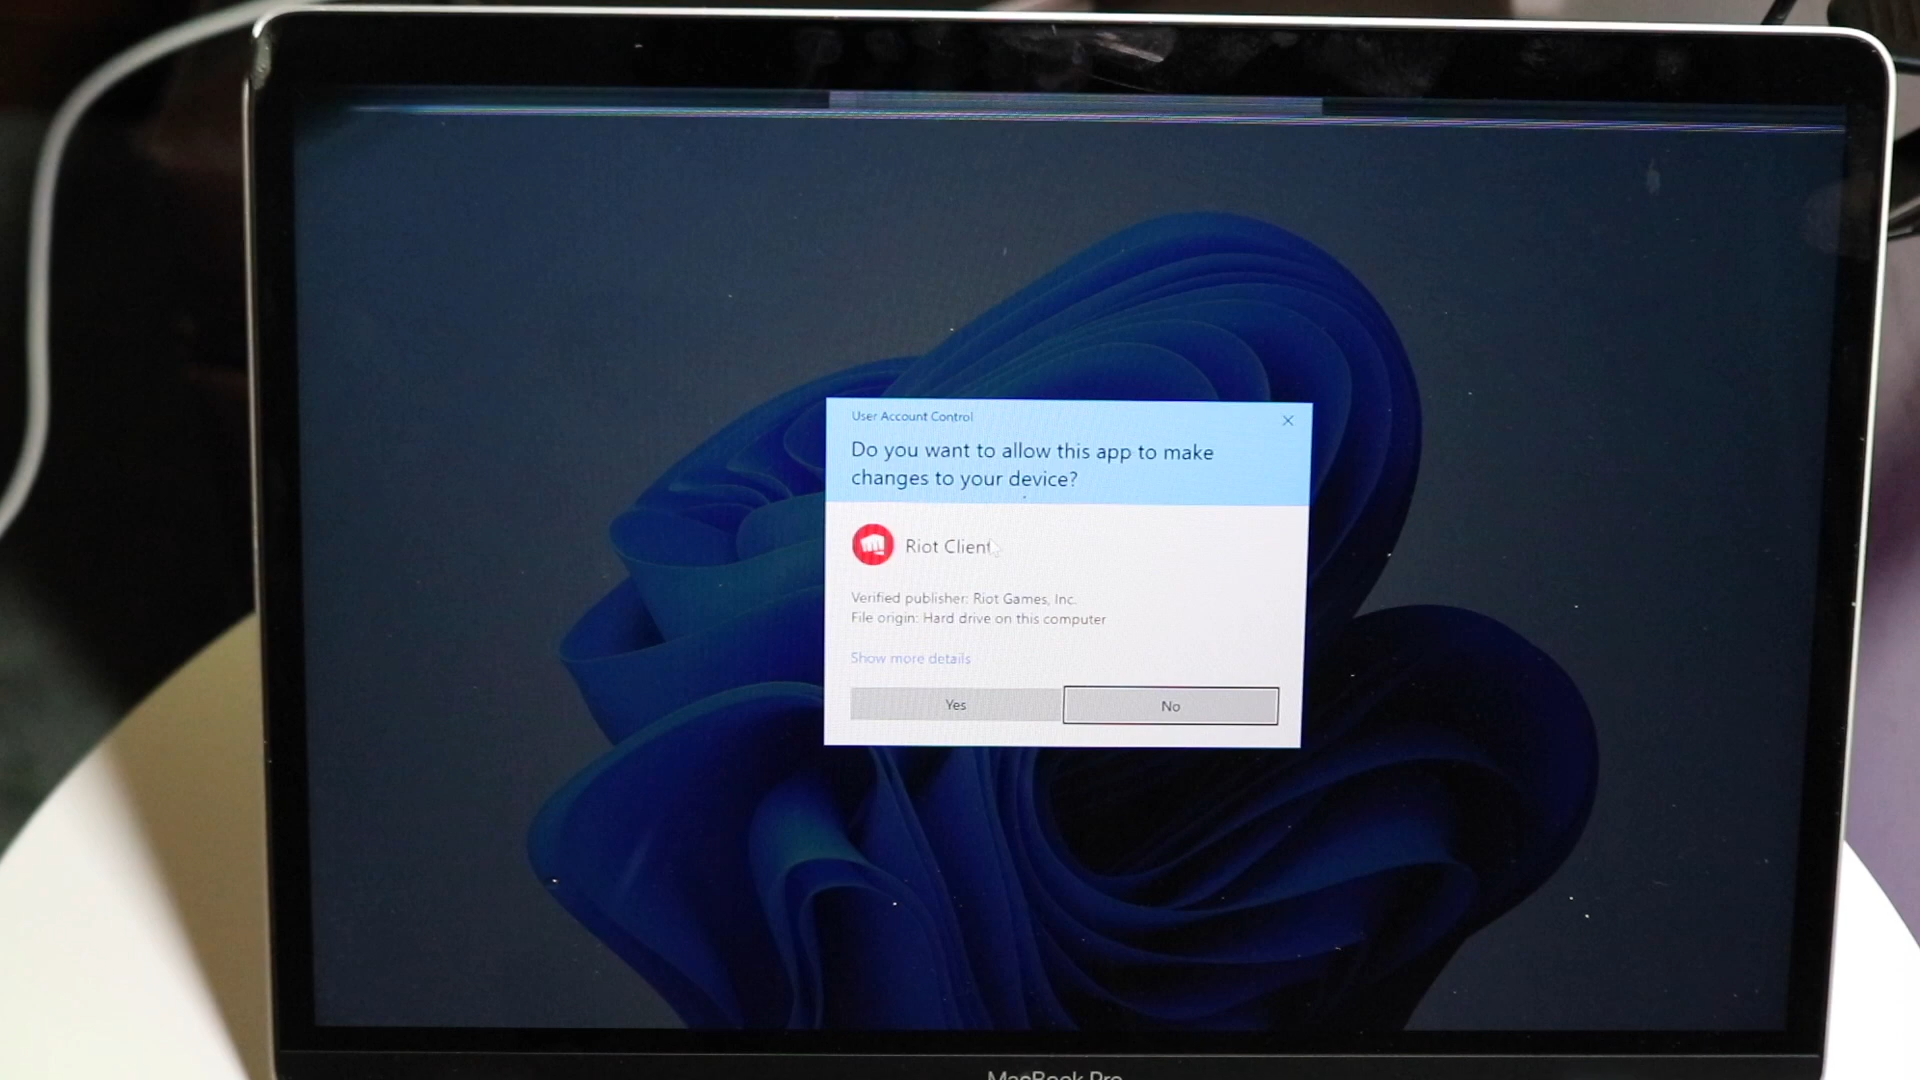 User Account Control
Do you want to allow this app to make
changes to your device?
Riot Client
Verified publisher: Riot Games, Inc.
File origin: Hard drive on this computer
Show more details
Yes
No
MacBook Pro